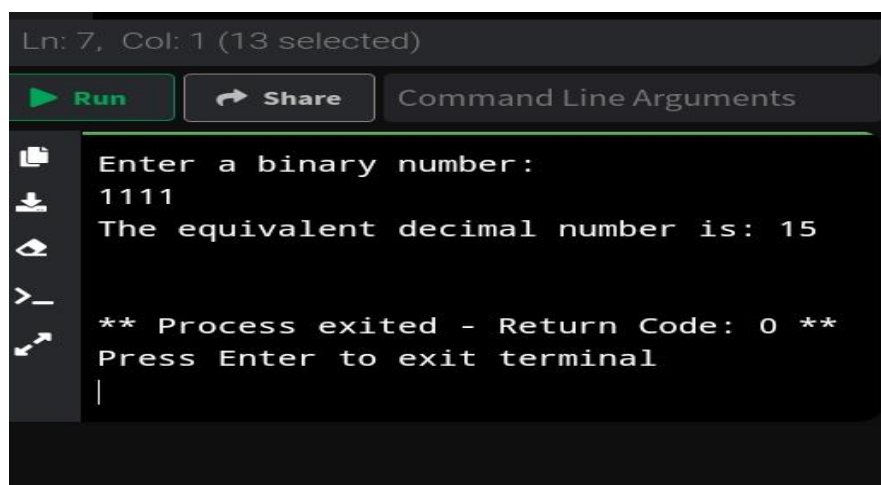 Ln: 7, Col: 1 (13 selected)
Run Share Command Line Arguments
Enter a binary number:
1111
The equivalent decimal number is: 15
** Process exited - Return Code: 0 **
Press Enter to exit terminal